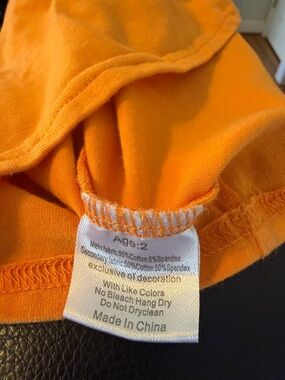 Age:2
Main fabric:95%Cotton 5%Spandex
Secondary fabric:50%Cotton 50%Spandex
exclusive of decoration
With Like Colors
No Bleach Hang Dry
Do Not Dryclean
Made in China